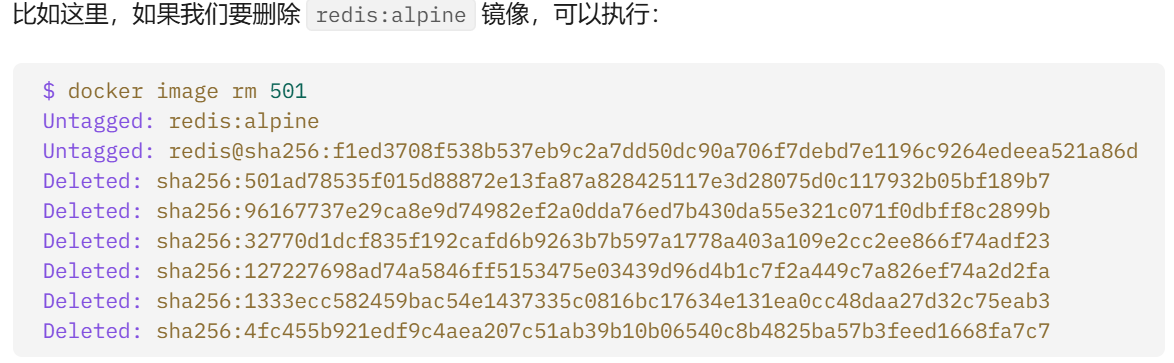 比如这里，如果我们要删除 redis:alpine 镜像，可以执行：
$ docker image rm 501
Untagged: redis:alpine
Untagged: redis@sha256:f1ed3708f538b537eb9c2a7dd50dc90a706f7debd7e1196c9264edeea521a86d
Deleted: sha256:501ad78535f015d88872e13fa87a828425117e3d28075d0c117932b05bf189b7
Deleted: sha256:96167737e29ca8e9d74982ef2a0dda76ed7b430da55e321c071f0dbff8c2899b
Deleted: sha256:32770d1dcf835f192cafd6b9263b7b597a1778a403a109e2cc2ee866f74adf23
Deleted: sha256:127227698ad74a5846ff5153475e03439d96d4b1c7f2a449c7a826ef74a2d2fa
Deleted: sha256:1333ecc582459bac54e1437335c0816bc17634e131ea0cc48daa27d32c75eab3
Deleted: sha256:4fc455b921edf9c4aea207c51ab39b10b06540c8b4825ba57b3feed1668fa7c7